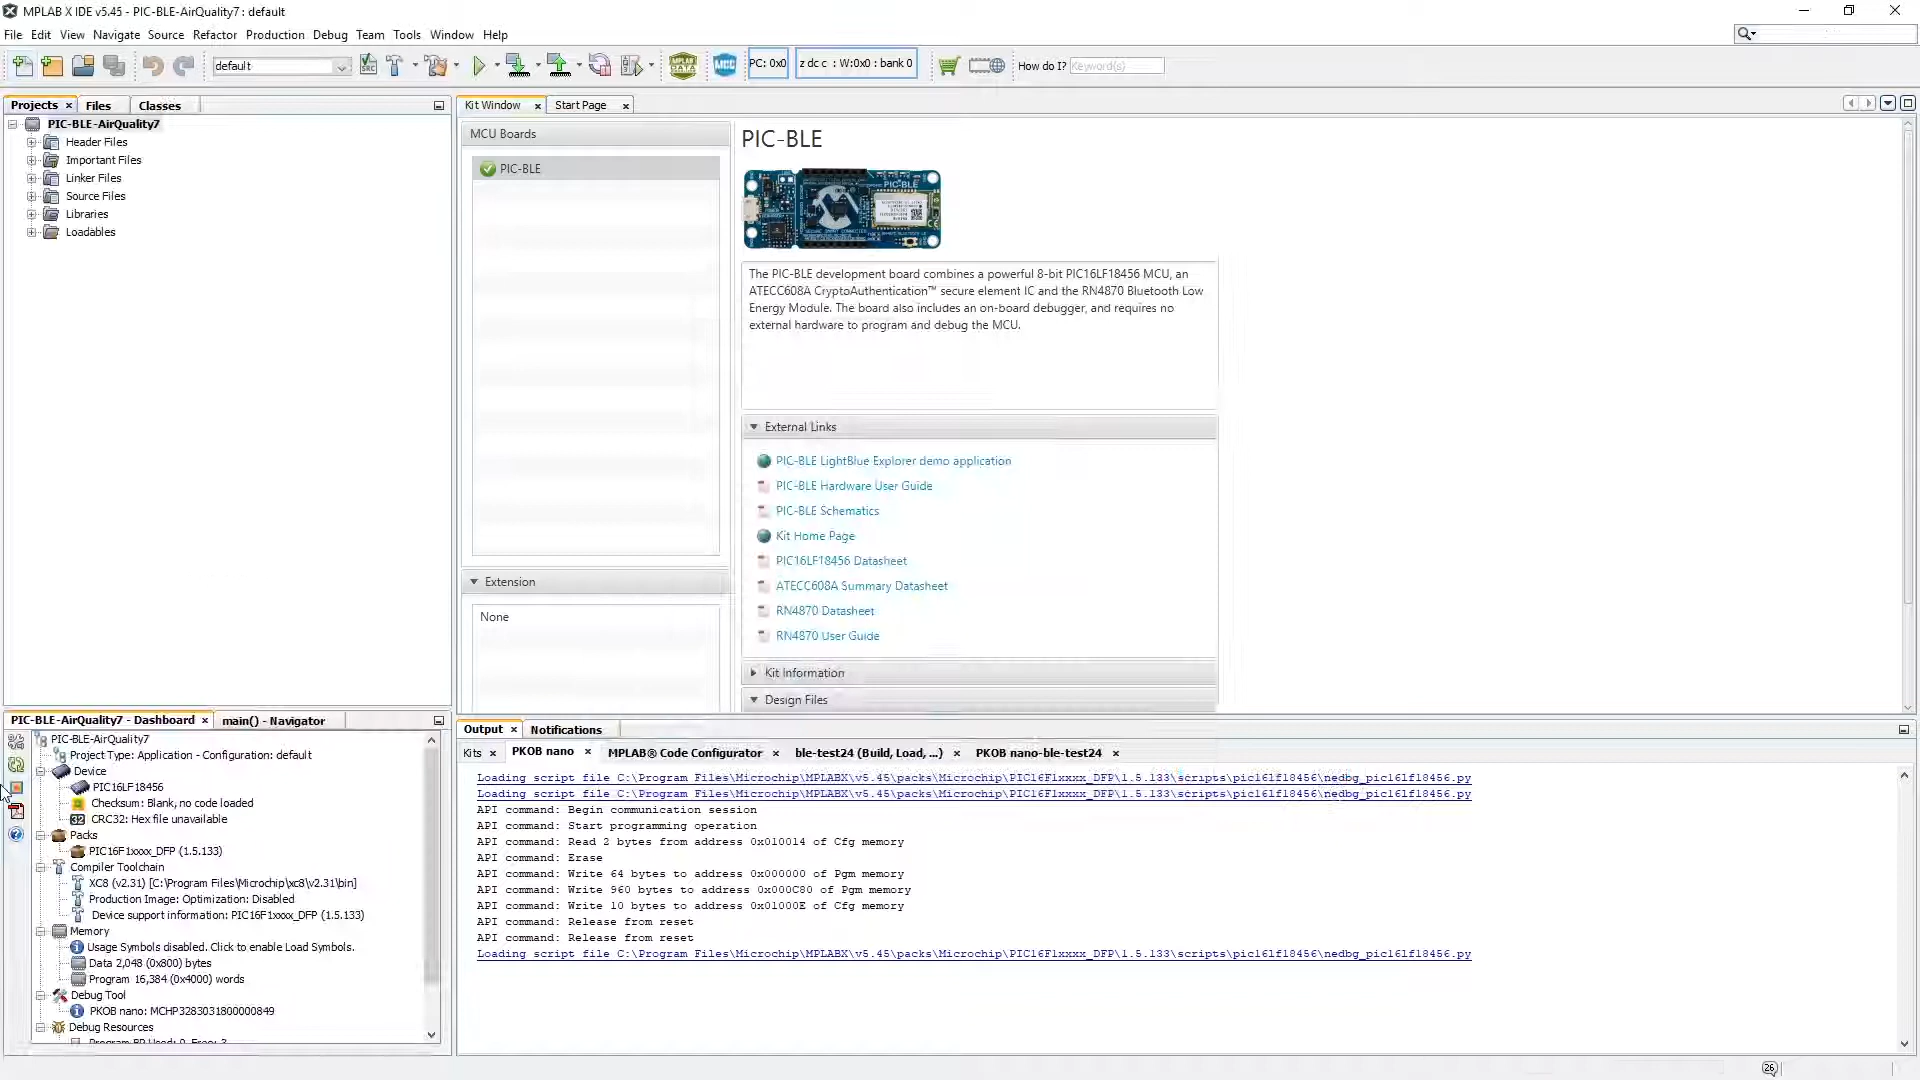 MPLAB X IDE v5.45 - PIC-BLE-AirQuality7 : default
File Edit View Navigate Source Refactor Production Debug Team Tools Window Help
default
PC: 0x0
z dc c : W:0x0 : bank 0
How do I? Keyword(s)
Projects Files Classes
PIC-BLE-AirQuality7
Header Files
Important Files
Linker Files
Source Files
Libraries
Loadables
Kit Window Start Page
MCU Boards
PIC-BLE
Extension
None
PIC-BLE
The PIC-BLE development board combines a powerful 8-bit PIC16LF18456 MCU, an
ATECC608A CryptoAuthentication™ secure element IC and the RN4870 Bluetooth Low
Energy Module. The board also includes an on-board debugger, and requires no
external hardware to program and debug the MCU.
External Links
PIC-BLE LightBlue Explorer demo application
PIC-BLE Hardware User Guide
PIC-BLE Schematics
Kit Home Page
PIC16LF18456 Datasheet
ATECC608A Summary Datasheet
RN4870 Datasheet
RN4870 User Guide
Kit Information
Design Files
PIC-BLE-AirQuality7 - Dashboard main() - Navigator
PIC-BLE-AirQuality7
Project Type: Application - Configuration: default
Device
PIC16LF18456
Checksum: Blank, no code loaded
CRC32: Hex file unavailable
Packs
PIC16F1xxxx_DFP (1.5.133)
Compiler Toolchain
XC8 (v2.31) [C:\Program Files\Microchip\xc8\v2.31\bin]
Production Image: Optimization: Disabled
Device support information: PIC16F1xxxx_DFP (1.5.133)
Memory
Usage Symbols disabled. Click to enable Load Symbols.
Data 2,048 (0x800) bytes
Program 16,384 (0x4000) words
Debug Tool
PKOB nano: MCHP3283031800000849
Debug Resources
Program BP Used: 0 Free: 3
Output Notifications
Kits PKOB nano MPLAB® Code Configurator ble-test24 (Build, Load, ...) PKOB nano-ble-test24
Loading script file C:\Program Files\Microchip\MPLABX\v5.45\packs\Microchip\PIC16F1xxxx_DFP\1.5.133\scripts\pic16lf18456\nedbg_pic16lf18456.py
Loading script file C:\Program Files\Microchip\MPLABX\v5.45\packs\Microchip\PIC16F1xxxx_DFP\1.5.133\scripts\pic16lf18456\nedbg_pic16lf18456.py
API command: Begin communication session
API command: Start programming operation
API command: Read 2 bytes from address 0x010014 of Cfg memory
API command: Erase
API command: Write 64 bytes to address 0x000000 of Pgm memory
API command: Write 960 bytes to address 0x000C80 of Pgm memory
API command: Write 10 bytes to address 0x01000E of Cfg memory
API command: Release from reset
API command: Release from reset
Loading script file C:\Program Files\Microchip\MPLABX\v5.45\packs\Microchip\PIC16F1xxxx_DFP\1.5.133\scripts\pic16lf18456\nedbg_pic16lf18456.py
26